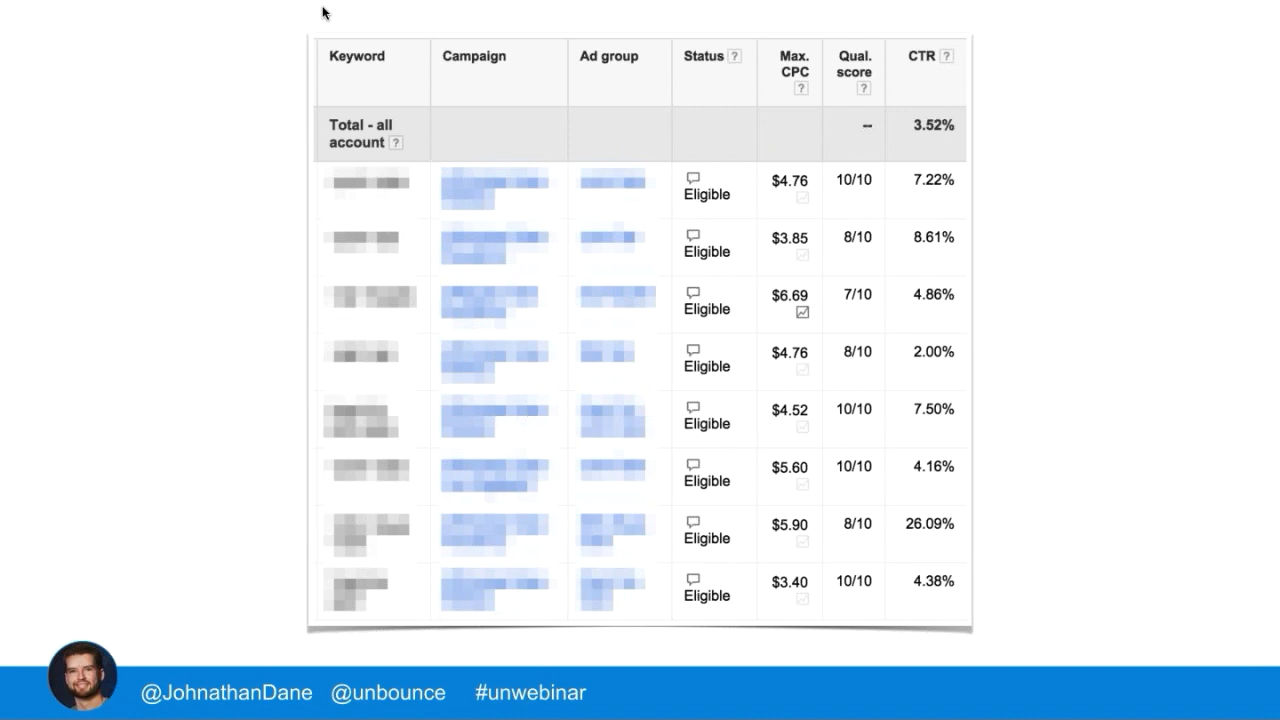 Keyword Campaign Ad group Status ? Max. CPC ? Qual. score ? CTR ?
Total - all account ? -- 3.52%
Eligible $4.76 10/10 7.22%
Eligible $3.85 8/10 8.61%
Eligible $6.69 7/10 4.86%
Eligible $4.76 8/10 2.00%
Eligible $4.52 10/10 7.50%
Eligible $5.60 10/10 4.16%
Eligible $5.90 8/10 26.09%
Eligible $3.40 10/10 4.38%
@JohnathanDane @unbounce #unwebinar